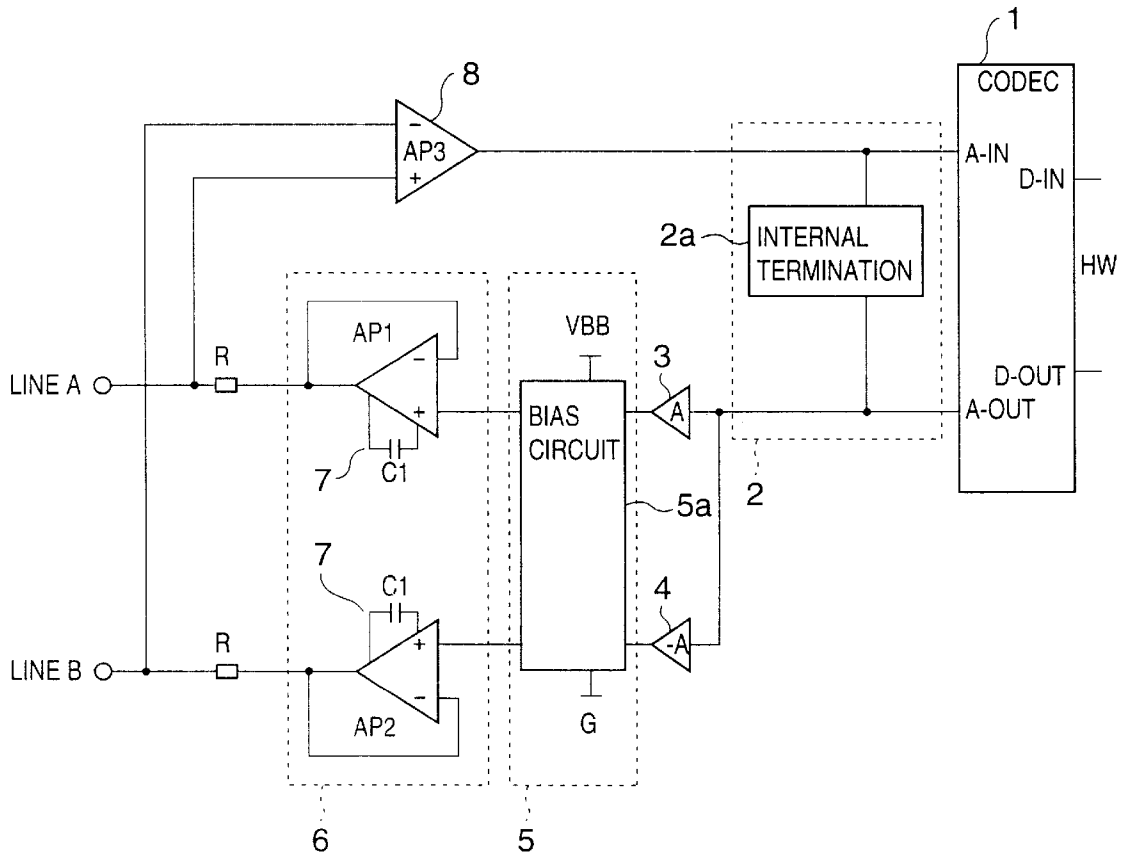 1
CODEC
8
−
AP3
+
A-IN
D-IN
2a
INTERNAL
TERMINATION
HW
VBB
AP1
−
+
R
LINE A
3
A
D-OUT
A-OUT
BIAS
CIRCUIT
7
C1
2
5a
7
C1
4
-A
+
−
R
LINE B
AP2
G
6
5